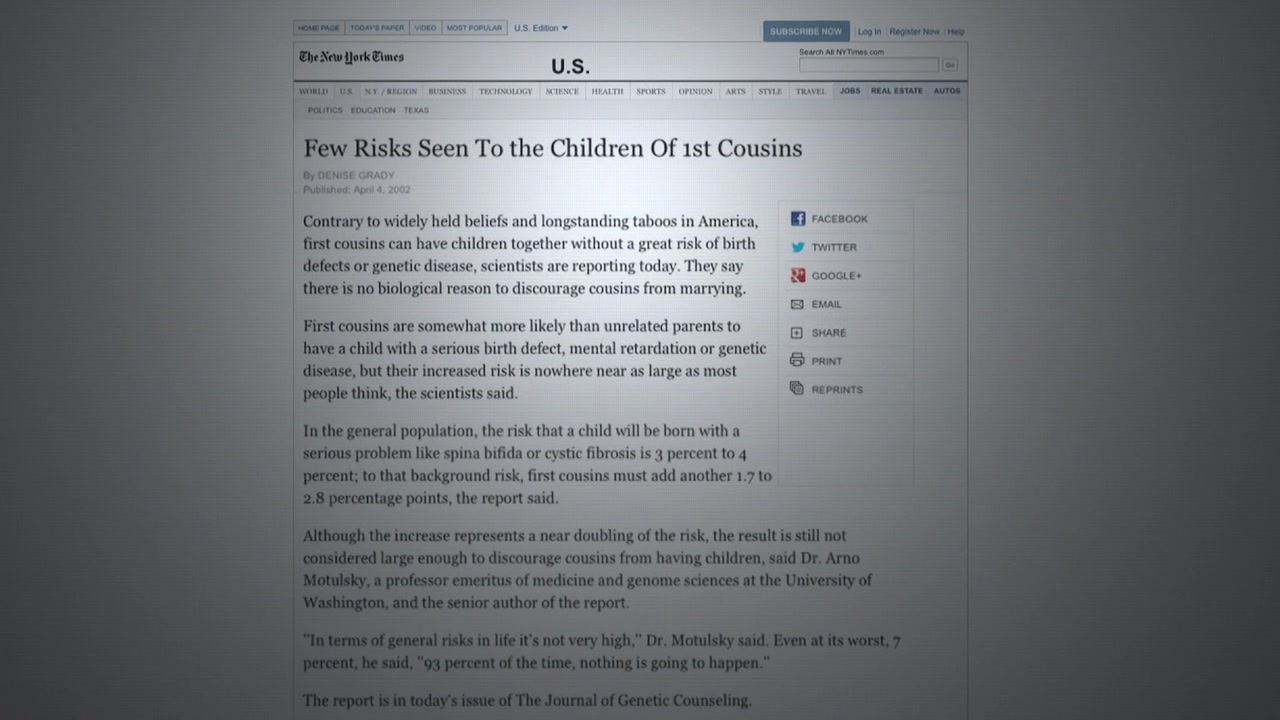 HOME PAGE TODAY'S PAPER VIDEO MOST POPULAR U.S. Edition
SUBSCRIBE NOW Log In Register Now Help
The New York Times
U.S.
Search All NYTimes.com
Go
WORLD U.S. N.Y. / REGION BUSINESS TECHNOLOGY SCIENCE HEALTH SPORTS OPINION ARTS STYLE TRAVEL JOBS REAL ESTATE AUTOS
POLITICS EDUCATION TEXAS
Few Risks Seen To the Children Of 1st Cousins
By DENISE GRADY
Published: April 4, 2002
Contrary to widely held beliefs and longstanding taboos in America,
first cousins can have children together without a great risk of birth
defects or genetic disease, scientists are reporting today. They say
there is no biological reason to discourage cousins from marrying.
First cousins are somewhat more likely than unrelated parents to
have a child with a serious birth defect, mental retardation or genetic
disease, but their increased risk is nowhere near as large as most
people think, the scientists said.
In the general population, the risk that a child will be born with a
serious problem like spina bifida or cystic fibrosis is 3 percent to 4
percent; to that background risk, first cousins must add another 1.7 to
2.8 percentage points, the report said.
Although the increase represents a near doubling of the risk, the result is still not
considered large enough to discourage cousins from having children, said Dr. Arno
Motulsky, a professor emeritus of medicine and genome sciences at the University of
Washington, and the senior author of the report.
"In terms of general risks in life it's not very high," Dr. Motulsky said. Even at its worst, 7
percent, he said, "93 percent of the time, nothing is going to happen."
The report is in today's issue of The Journal of Genetic Counseling.
FACEBOOK
TWITTER
GOOGLE+
EMAIL
SHARE
PRINT
REPRINTS